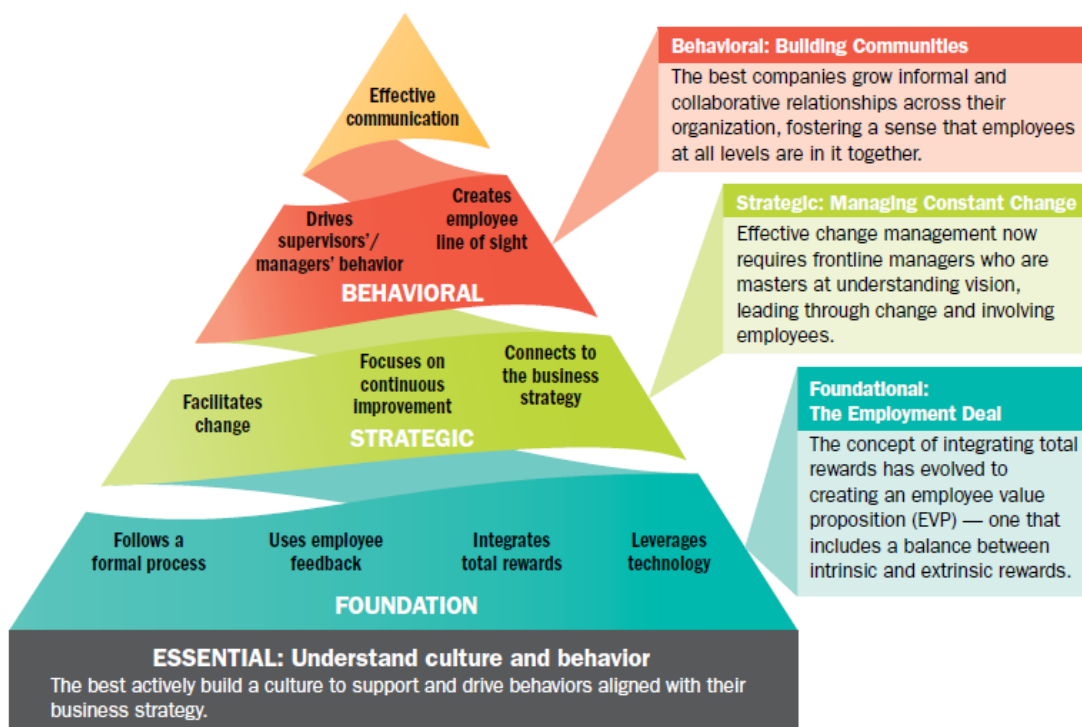 Effective
communication
Drives
supervisors'/
managers' behavior
Creates
employee
line of sight
BEHAVIORAL
Facilitates
change
Focuses on
continuous
improvement
Connects to
the business
strategy
STRATEGIC
Follows a
formal process
Uses employee
feedback
Integrates
total rewards
Leverages
technology
FOUNDATION
ESSENTIAL: Understand culture and behavior
The best actively build a culture to support and drive behaviors aligned with their
business strategy.
Behavioral: Building Communities
The best companies grow informal and
collaborative relationships across their
organization, fostering a sense that employees
at all levels are in it together.
Strategic: Managing Constant Change
Effective change management now
requires frontline managers who are
masters at understanding vision,
leading through change and involving
employees.
Foundational:
The Employment Deal
The concept of integrating total
rewards has evolved to
creating an employee value
proposition (EVP) — one that
includes a balance between
intrinsic and extrinsic rewards.